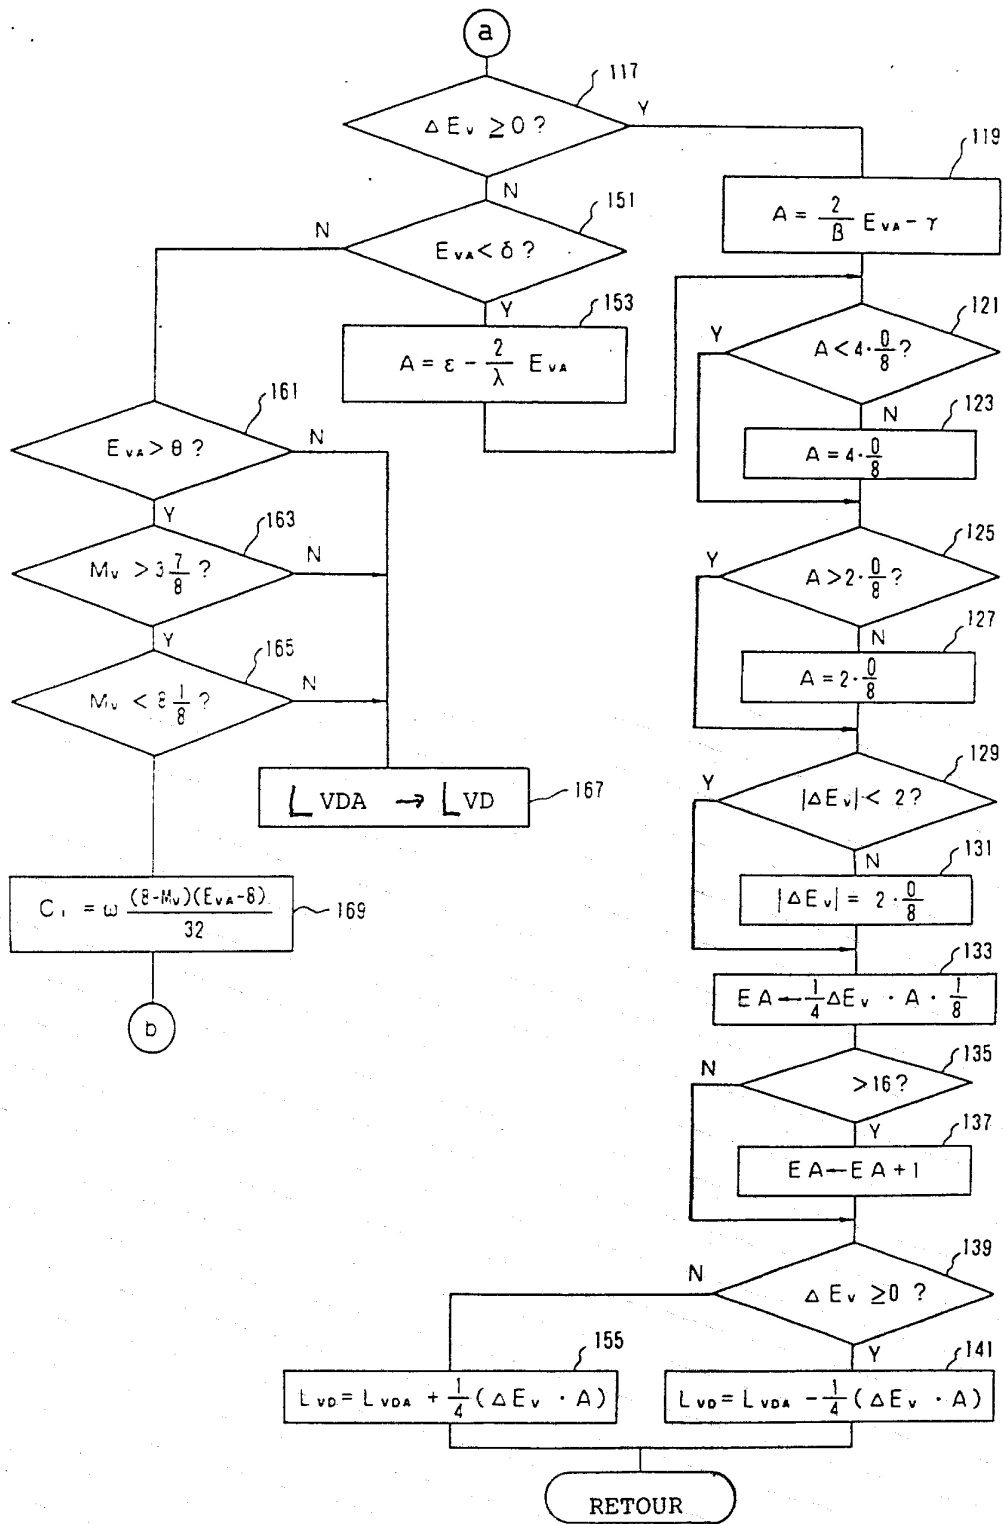 a
117
Δ Ev ≥ 0 ?
Y
N
119
A = 2/β EVA − γ
151
EVA < δ ?
N
Y
153
A = ε − 2/λ EVA
121
A < 4 · 0/8 ?
Y
N
123
A = 4 · 0/8
161
EVA > θ ?
N
Y
163
Mv > 3 7/8 ?
N
Y
125
A > 2 · 0/8 ?
Y
N
127
A = 2 · 0/8
165
Mv < 8 1/8 ?
N
129
|ΔEv| < 2 ?
Y
N
LVDA → LVD
167
131
|ΔEv| = 2 · 0/8
C1 = ω (8-Mv)(EVA-8)/32
169
133
EA ← 1/4 ΔEv · A · 1/8
b
135
> 16 ?
N
Y
137
EA ← EA + 1
139
Δ Ev ≥ 0 ?
N
Y
155
LVD = LVDA + 1/4 (ΔEv · A)
141
LVD = LVDA − 1/4 (ΔEv · A)
RETOUR